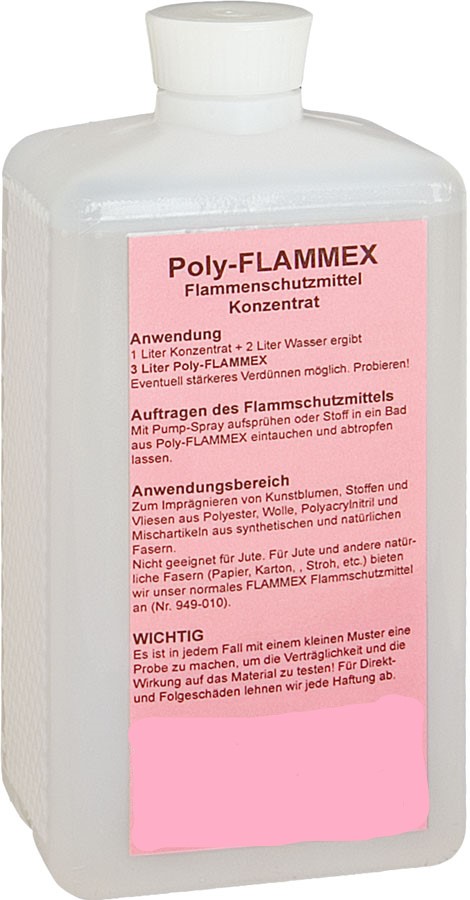 Poly-FLAMMEX
Flammenschutzmittel
Konzentrat
Anwendung
1 Liter Konzentrat + 2 Liter Wasser ergibt
3 Liter Poly-FLAMMEX
Eventuell stärkeres Verdünnen möglich. Probieren!
Auftragen des Flammschutzmittels
Mit Pump-Spray aufsprühen oder Stoff in ein Bad
aus Poly-FLAMMEX eintauchen und abtropfen
lassen.
Anwendungsbereich
Zum Imprägnieren von Kunstblumen, Stoffen und
Vliesen aus Polyester, Wolle, Polyacrylnitril und
Mischartikeln aus synthetischen und natürlichen
Fasern.
Nicht geeignet für Jute. Für Jute und andere natür-
liche Fasern (Papier, Karton, , Stroh, etc.) bieten
wir unser normales FLAMMEX Flammschutzmittel
an (Nr. 949-010).
WICHTIG
Es ist in jedem Fall mit einem kleinen Muster eine
Probe zu machen, um die Verträglichkeit und die
Wirkung auf das Material zu testen! Für Direkt-
und Folgeschäden lehnen wir jede Haftung ab.